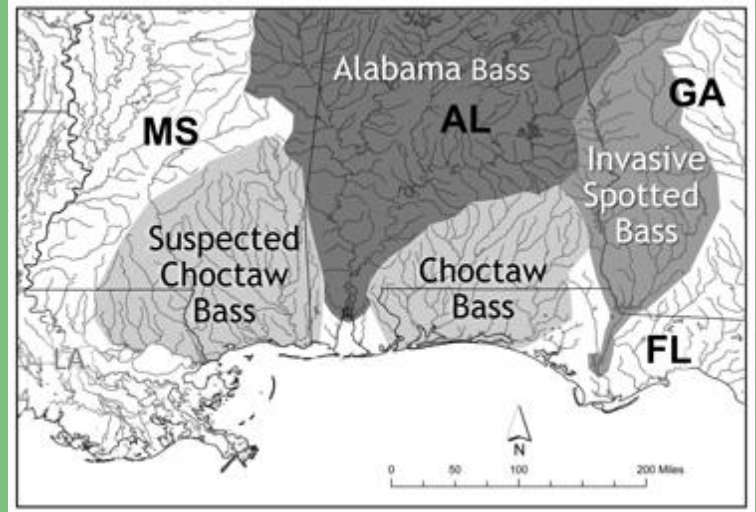 Alabama Bass
MS
AL
GA
Invasive
Spotted
Bass
Suspected
Choctaw
Bass
Choctaw
Bass
LA
FL
N
0 50 100 200 Miles